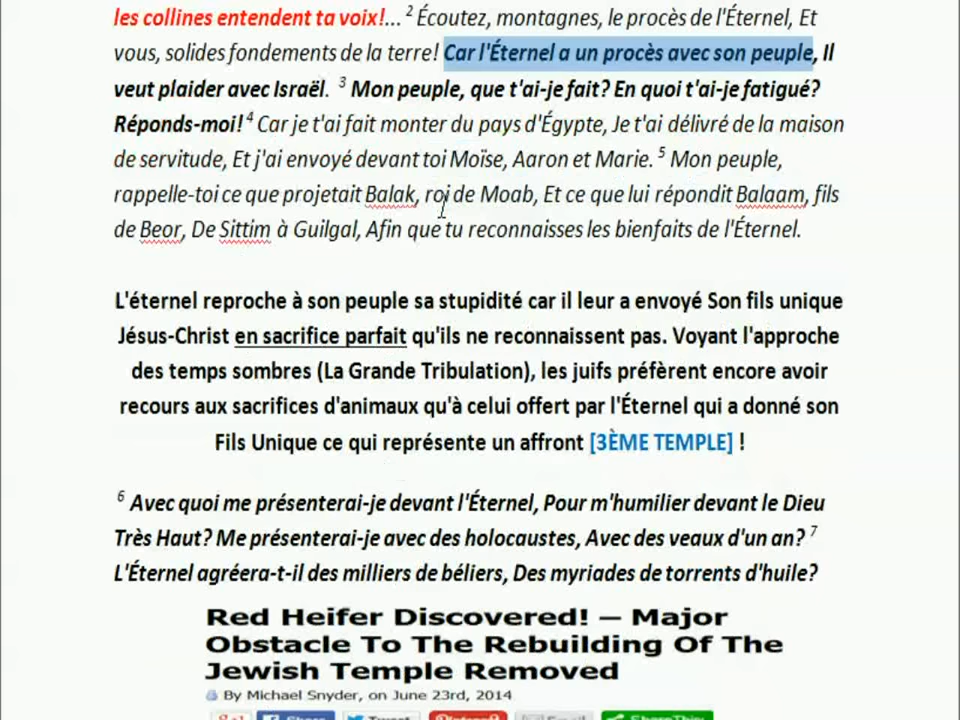 les collines entendent ta voix!... 2 Écoutez, montagnes, le procès de l'Éternel, Et
vous, solides fondements de la terre! Car l'Éternel a un procès avec son peuple, Il
veut plaider avec Israël. 3 Mon peuple, que t'ai-je fait? En quoi t'ai-je fatigué?
Réponds-moi! 4 Car je t'ai fait monter du pays d'Égypte, Je t'ai délivré de la maison
de servitude, Et j'ai envoyé devant toi Moïse, Aaron et Marie. 5 Mon peuple,
rappelle-toi ce que projetait Balak, roi de Moab, Et ce que lui répondit Balaam, fils
de Beor, De Sittim à Guilgal, Afin que tu reconnaisses les bienfaits de l'Éternel.
L'éternel reproche à son peuple sa stupidité car il leur a envoyé Son fils unique
Jésus-Christ en sacrifice parfait qu'ils ne reconnaissent pas. Voyant l'approche
des temps sombres (La Grande Tribulation), les juifs préfèrent encore avoir
recours aux sacrifices d'animaux qu'à celui offert par l'Éternel qui a donné son
Fils Unique ce qui représente un affront [3ÈME TEMPLE] !
6 Avec quoi me présenterai-je devant l'Éternel, Pour m'humilier devant le Dieu
Très Haut? Me présenterai-je avec des holocaustes, Avec des veaux d'un an? 7
L'Éternel agréera-t-il des milliers de béliers, Des myriades de torrents d'huile?
Red Heifer Discovered! — Major
Obstacle To The Rebuilding Of The
Jewish Temple Removed
By Michael Snyder, on June 23rd, 2014